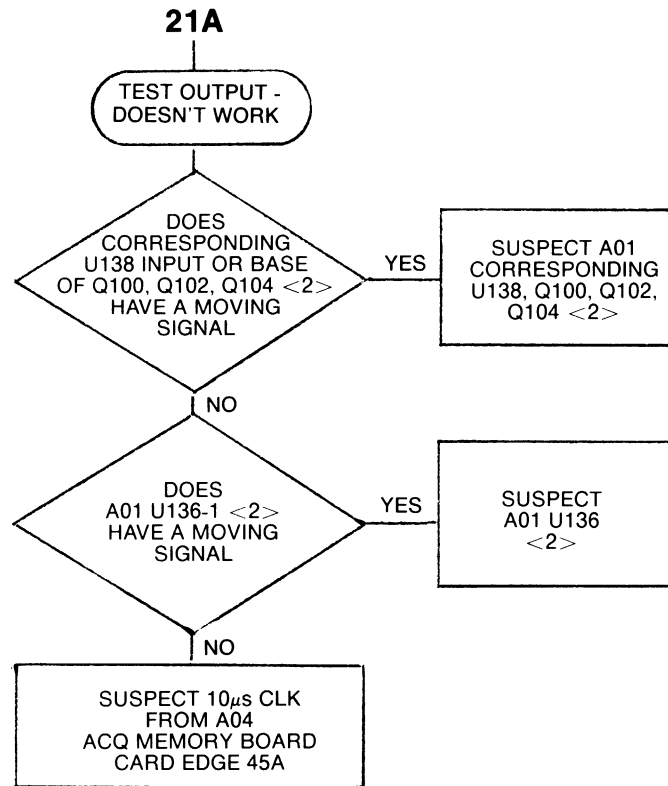 21A
TEST OUTPUT -
DOESN'T WORK
DOES
CORRESPONDING
U138 INPUT OR BASE
OF Q100, Q102, Q104 <2>
HAVE A MOVING
SIGNAL
YES
SUSPECT A01
CORRESPONDING
U138, Q100, Q102,
Q104 <2>
NO
DOES
A01 U136-1 <2>
HAVE A MOVING
SIGNAL
YES
SUSPECT
A01 U136
<2>
NO
SUSPECT 10µs CLK
FROM A04
ACQ MEMORY BOARD
CARD EDGE 45A